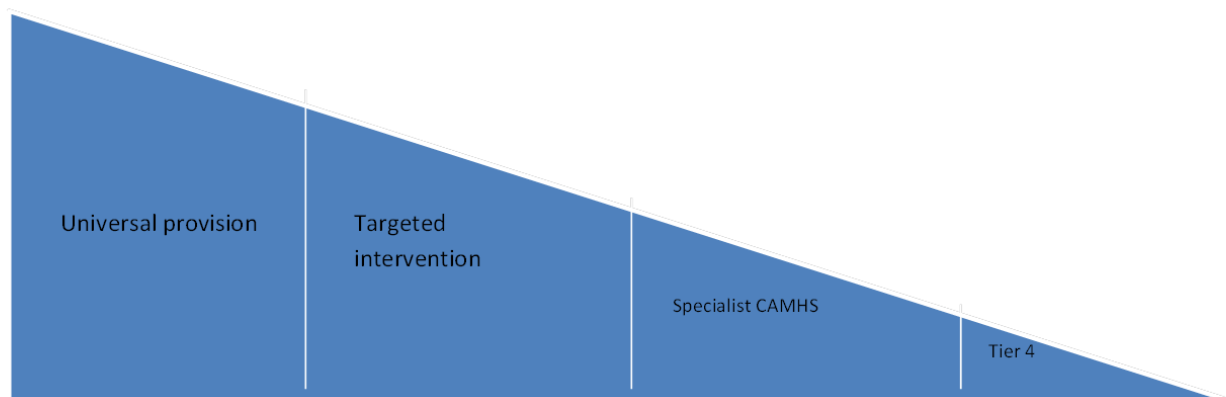 Universal provision
Targeted
intervention
Specialist CAMHS
Tier 4